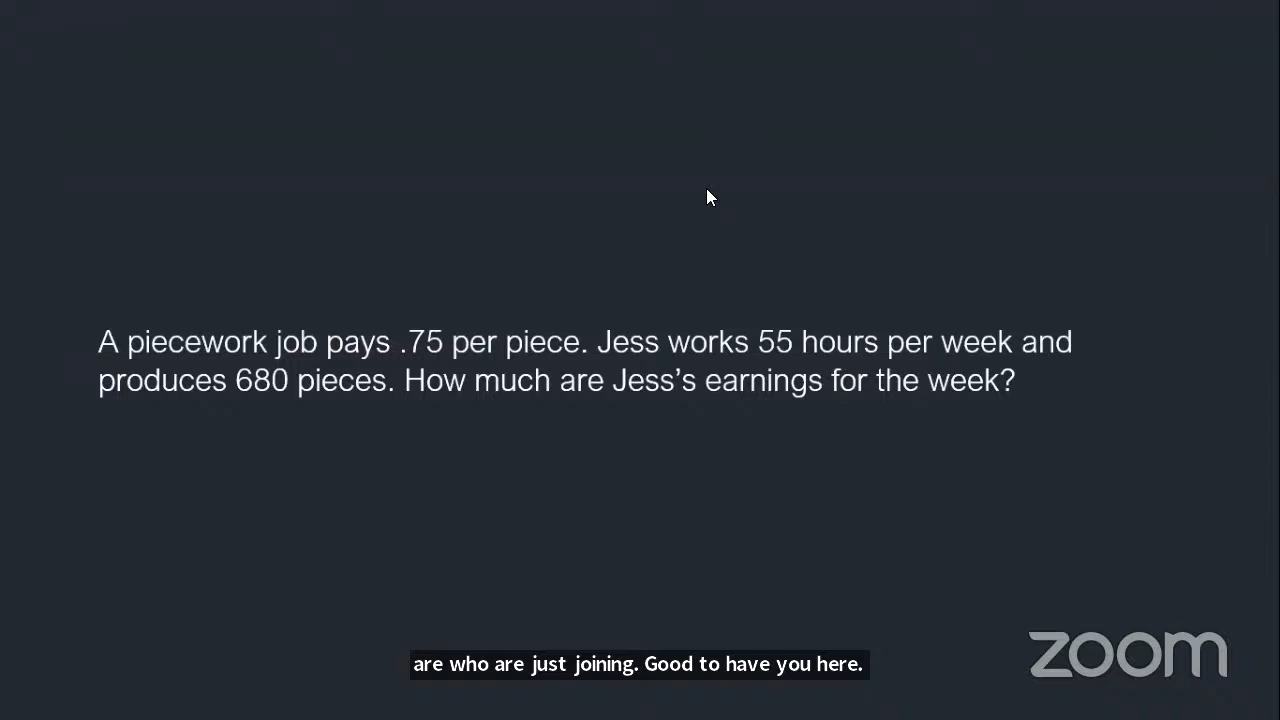 A piecework job pays .75 per piece. Jess works 55 hours per week and
produces 680 pieces. How much are Jess’s earnings for the week?
are who are just joining. Good to have you here.
zoom